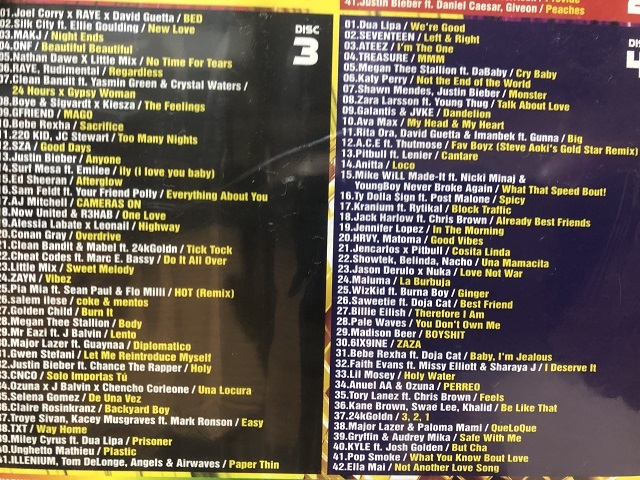 DISC
3
01.Joel Corry x RAYE x David Guetta / BED
02.Silk City ft. Ellie Goulding / New Love
03.MAKJ / Night Ends
04.ONF / Beautiful Beautiful
05.Nathan Dawe X Little Mix / No Time For Tears
06.RAYE, Rudimental / Regardless
07.Clean Bandit ft. Yasmin Green & Crystal Waters /
24 Hours x Gypsy Woman
08.Boye & Sigvardt x Kiesza / The Feelings
09.GFRIEND / MAGO
10.Bebe Rexha / Sacrifice
11.220 KID, JC Stewart / Too Many Nights
12.SZA / Good Days
13.Justin Bieber / Anyone
14.Surf Mesa ft. Emilee / ily (i love you baby)
15.Ed Sheeran / Afterglow
16.Sam Feldt ft. Your Friend Polly / Everything About You
17.AJ Mitchell / CAMERAS ON
18.Now United & R3HAB / One Love
19.Alessia Labate x Leonail / Highway
20.Conan Gray / Overdrive
21.Clean Bandit & Mabel ft. 24kGoldn / Tick Tock
22.Cheat Codes ft. Marc E. Bassy / Do It All Over
23.Little Mix / Sweet Melody
24.ZAYN / Vibez
25.Pia Mia ft. Sean Paul & Flo Milli / HOT (Remix)
26.salem ilese / coke & mentos
27.Golden Child / Burn It
28.Megan Thee Stallion / Body
29.Mr Eazi ft. J Balvin / Lento
30.Major Lazer ft. Guaynaa / Diplomatico
31.Gwen Stefani / Let Me Reintroduce Myself
32.Justin Bieber ft. Chance The Rapper / Holy
33.CNCO / Solo Importas Tú
34.Ozuna x J Balvin x Chencho Corleone / Una Locura
35.Selena Gomez / De Una Vez
36.Claire Rosinkranz / Backyard Boy
37.Troye Sivan, Kacey Musgraves ft. Mark Ronson / Easy
38.TXT / Way Home
39.Miley Cyrus ft. Dua Lipa / Prisoner
40.Unghetto Mathieu / Plastic
41.ILLENIUM, Tom DeLonge, Angels & Airwaves / Paper Thin
41.Justin Bieber ft. Daniel Caesar, Giveon / Peaches
01.Dua Lipa / We're Good
02.SEVENTEEN / Left & Right
03.ATEEZ / I'm The One
04.TREASURE / MMM
05.Megan Thee Stallion ft. DaBaby / Cry Baby
06.Katy Perry / Not the End of the World
07.Shawn Mendes, Justin Bieber / Monster
08.Zara Larsson ft. Young Thug / Talk About Love
09.Galantis & JVKE / Dandelion
10.Ava Max / My Head & My Heart
11.Rita Ora, David Guetta & Imanbek ft. Gunna / Big
12.A.C.E ft. Thutmose / Fav Boyz (Steve Aoki's Gold Star Remix)
13.Pitbull ft. Lenier / Cantare
14.Anitta / Loco
15.Mike WiLL Made-It ft. Nicki Minaj &
YoungBoy Never Broke Again / What That Speed Bout!
16.Ty Dolla $ign ft. Post Malone / Spicy
17.Kranium ft. Rytikal / Block Traffic
18.Jack Harlow ft. Chris Brown / Already Best Friends
19.Jennifer Lopez / In The Morning
20.HRVY, Matoma / Good Vibes
21.Jencarlos x Pitbull / Cosita Linda
22.Showtek, Belinda, Nacho / Una Mamacita
23.Jason Derulo x Nuka / Love Not War
24.Maluma / La Burbuja
25.WizKid ft. Burna Boy / Ginger
26.Saweetie ft. Doja Cat / Best Friend
27.Billie Eilish / Therefore I Am
28.Pale Waves / You Don't Own Me
29.Madison Beer / BOYSHIT
30.6IX9INE / ZAZA
31.Bebe Rexha ft. Doja Cat / Baby, I'm Jealous
32.Faith Evans ft. Missy Elliott & Sharaya J / I Deserve It
33.Lil Mosey / Holy Water
34.Anuel AA & Ozuna / PERREO
35.Tory Lanez ft. Chris Brown / Feels
36.Kane Brown, Swae Lee, Khalid / Be Like That
37.24kGoldn / 3, 2, 1
38.Major Lazer & Paloma Mami / QueLoQue
39.Gryffin & Audrey Mika / Safe With Me
40.KYLE ft. Josh Golden / But Cha
41.Pop Smoke / What You Know Bout Love
42.Ella Mai / Not Another Love Song